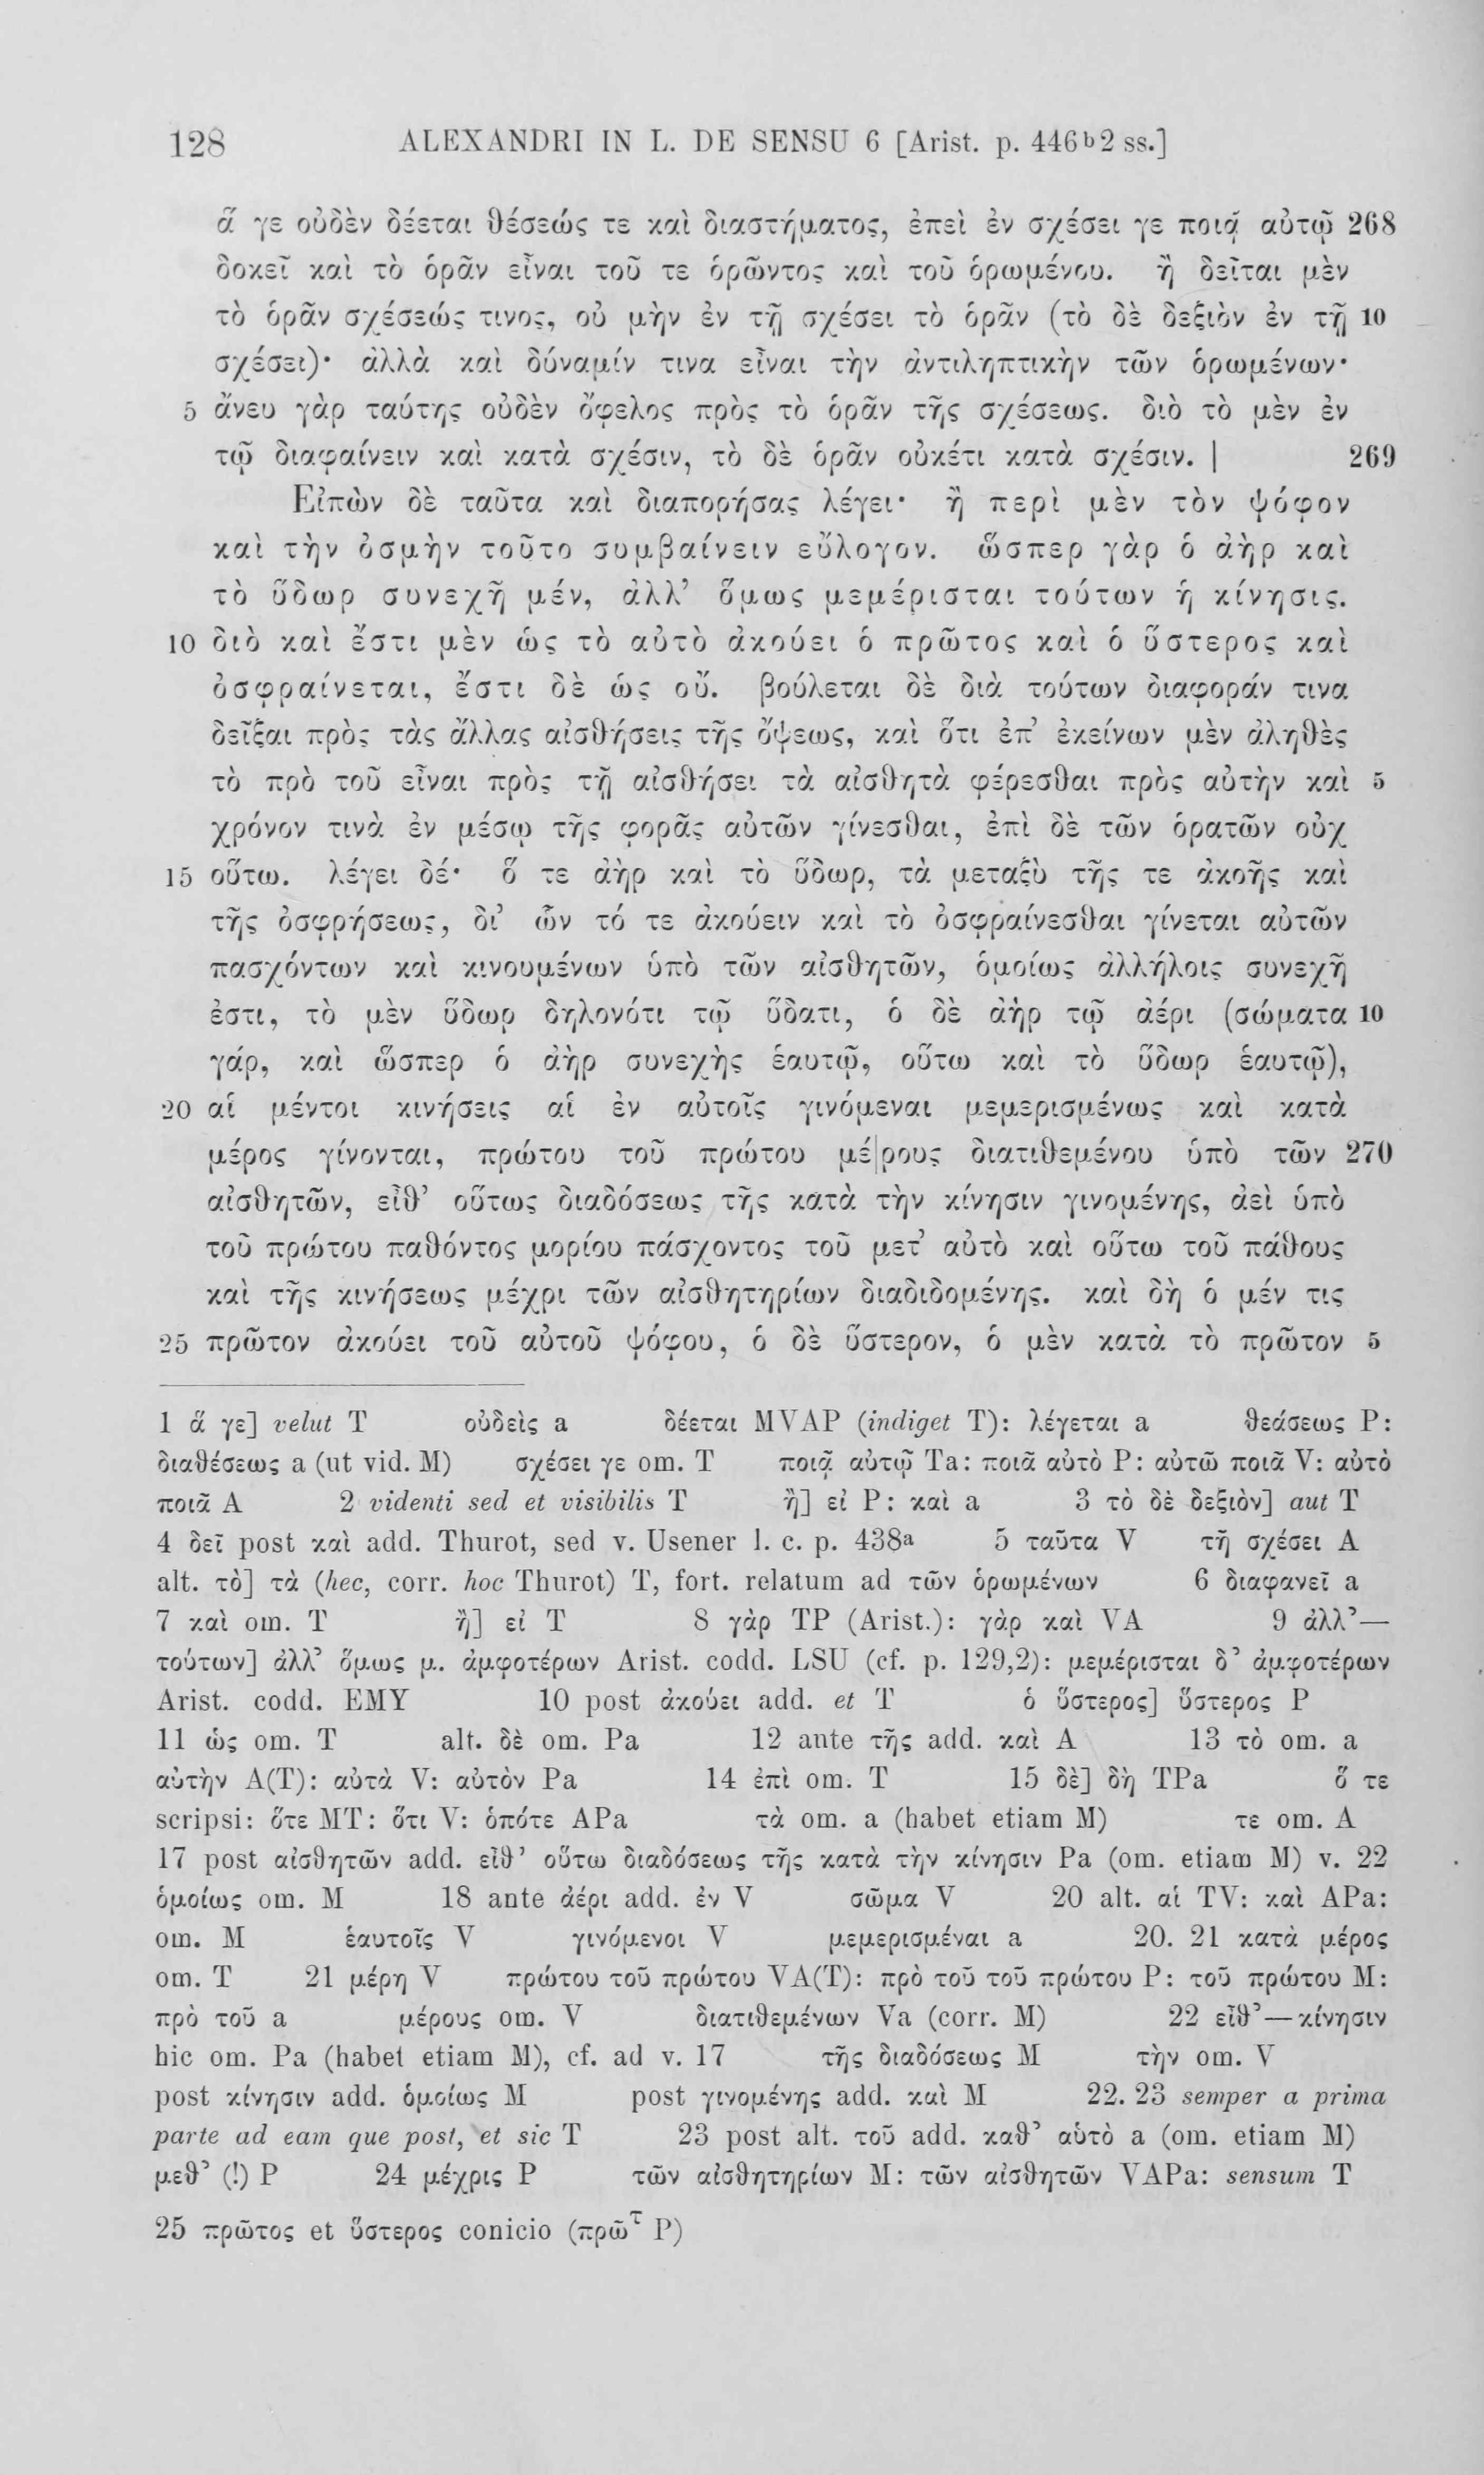 128 ALEXANDRI IN L. DE SENSU 6 [Arist. p. 446ᵇ2 ss.]
ἅ γε οὐδὲν δέεται θέσεώς τε καὶ διαστήματος, ἐπεὶ ἐν σχέσει γε ποιᾷ αὐτῷ 268
δοκεῖ καὶ τὸ ὁρᾶν εἶναι τοῦ τε ὁρῶντος καὶ τοῦ ὁρωμένου. ἢ δεῖται μὲν
τὸ ὁρᾶν σχέσεώς τινος, οὐ μὴν ἐν τῇ σχέσει τὸ ὁρᾶν (τὸ δὲ δεξιὸν ἐν τῇ 10
σχέσει)· ἀλλὰ καὶ δύναμίν τινα εἶναι τὴν ἀντιληπτικὴν τῶν ὁρωμένων·
5 ἄνευ γὰρ ταύτης οὐδὲν ὄφελος πρὸς τὸ ὁρᾶν τῆς σχέσεως. διὸ τὸ μὲν ἐν
τῷ διαφαίνειν καὶ κατὰ σχέσιν, τὸ δὲ ὁρᾶν οὐκέτι κατὰ σχέσιν. | 269
Εἰπὼν δὲ ταῦτα καὶ διαπορήσας λέγει· ἢ περὶ μὲν τὸν ψόφον
καὶ τὴν ὀσμὴν τοῦτο συμβαίνειν εὔλογον. ὥσπερ γὰρ ὁ ἀὴρ καὶ
τὸ ὕδωρ συνεχῆ μέν, ἀλλ’ ὅμως μεμέρισται τούτων ἡ κίνησις.
10 διὸ καὶ ἔστι μὲν ὡς τὸ αὐτὸ ἀκούει ὁ πρῶτος καὶ ὁ ὕστερος καὶ
ὀσφραίνεται, ἔστι δὲ ὡς οὔ. βούλεται δὲ διὰ τούτων διαφοράν τινα
δεῖξαι πρὸς τὰς ἄλλας αἰσθήσεις τῆς ὄψεως, καὶ ὅτι ἐπ’ ἐκείνων μὲν ἀληθὲς
τὸ πρὸ τοῦ εἶναι πρὸς τῇ αἰσθήσει τὰ αἰσθητὰ φέρεσθαι πρὸς αὐτὴν καὶ 5
χρόνον τινὰ ἐν μέσῳ τῆς φορᾶς αὐτῶν γίνεσθαι, ἐπὶ δὲ τῶν ὁρατῶν οὐχ
15 οὕτω. λέγει δέ· ὅ τε ἀὴρ καὶ τὸ ὕδωρ, τὰ μεταξὺ τῆς τε ἀκοῆς καὶ
τῆς ὀσφρήσεως, δι’ ὧν τό τε ἀκούειν καὶ τὸ ὀσφραίνεσθαι γίνεται αὐτῶν
πασχόντων καὶ κινουμένων ὑπὸ τῶν αἰσθητῶν, ὁμοίως ἀλλήλοις συνεχῆ
ἐστι, τὸ μὲν ὕδωρ δηλονότι τῷ ὕδατι, ὁ δὲ ἀὴρ τῷ ἀέρι (σώματα 10
γάρ, καὶ ὥσπερ ὁ ἀὴρ συνεχὴς ἑαυτῷ, οὕτω καὶ τὸ ὕδωρ ἑαυτῷ),
20 αἱ μέντοι κινήσεις αἱ ἐν αὐτοῖς γινόμεναι μεμερισμένως καὶ κατὰ
μέρος γίνονται, πρώτου τοῦ πρώτου μέ|ρους διατιθεμένου ὑπὸ τῶν 270
αἰσθητῶν, εἶθ’ οὕτως διαδόσεως τῆς κατὰ τὴν κίνησιν γινομένης, ἀεὶ ὑπὸ
τοῦ πρώτου παθόντος μορίου πάσχοντος τοῦ μετ’ αὐτὸ καὶ οὕτω τοῦ πάθους
καὶ τῆς κινήσεως μέχρι τῶν αἰσθητηρίων διαδιδομένης. καὶ δὴ ὁ μέν τις
25 πρῶτον ἀκούει τοῦ αὐτοῦ ψόφου, ὁ δὲ ὕστερον, ὁ μὲν κατὰ τὸ πρῶτον 5
1 ἅ γε] velut T οὐδεὶς a δέεται MVAP (indiget T): λέγεται a θεάσεως P:
διαθέσεως a (ut vid. M) σχέσει γε om. T ποιᾷ αὐτῷ Ta: ποιᾶ αὐτὸ P: αὐτῶ ποιᾶ V: αὐτὸ
ποιᾶ A 2 videnti sed et visibilis T ἢ] εἰ P: καὶ a 3 τὸ δὲ δεξιὸν] aut T
4 δεῖ post καὶ add. Thurot, sed v. Usener l. c. p. 438a 5 ταῦτα V τῇ σχέσει A
alt. τὸ] τὰ (hec, corr. hoc Thurot) T, fort. relatum ad τῶν ὁρωμένων 6 διαφανεῖ a
7 καὶ om. T ἢ] εἰ T 8 γὰρ TP (Arist.): γὰρ καὶ VA 9 ἀλλ’—
τούτων] ἀλλ’ ὅμως μ. ἀμφοτέρων Arist. codd. LSU (cf. p. 129,2): μεμέρισται δ’ ἀμφοτέρων
Arist. codd. EMY 10 post ἀκούει add. et T ὁ ὕστερος] ὕστερος P
11 ὡς om. T alt. δὲ om. Pa 12 ante τῆς add. καὶ A 13 τὸ om. a
αὐτὴν A(T): αὐτὰ V: αὐτὸν Pa 14 ἐπὶ om. T 15 δὲ] δὴ TPa ὅ τε
scripsi: ὅτε MT: ὅτι V: ὁπότε APa τὰ om. a (habet etiam M) τε om. A
17 post αἰσθητῶν add. εἶθ’ οὕτω διαδόσεως τῆς κατὰ τὴν κίνησιν Pa (om. etiam M) v. 22
ὁμοίως om. M 18 ante ἀέρι add. ἐν V σῶμα V 20 alt. αἱ TV: καὶ APa:
om. M ἑαυτοῖς V γινόμενοι V μεμερισμέναι a 20. 21 κατὰ μέρος
om. T 21 μέρη V πρώτου τοῦ πρώτου VA(T): πρὸ τοῦ τοῦ πρώτου P: τοῦ πρώτου M:
πρὸ τοῦ a μέρους om. V διατιθεμένων Va (corr. M) 22 εἶθ’—κίνησιν
hic om. Pa (habet etiam M), cf. ad v. 17 τῆς διαδόσεως M τὴν om. V
post κίνησιν add. ὁμοίως M post γινομένης add. καὶ M 22. 23 semper a prima
parte ad eam que post, et sic T 23 post alt. τοῦ add. καθ’ αὑτὸ a (om. etiam M)
μεθ’ (!) P 24 μέχρις P τῶν αἰσθητηρίων M: τῶν αἰσθητῶν VAPa: sensum T
25 πρῶτος et ὕστερος conicio (πρῶᵀ P)